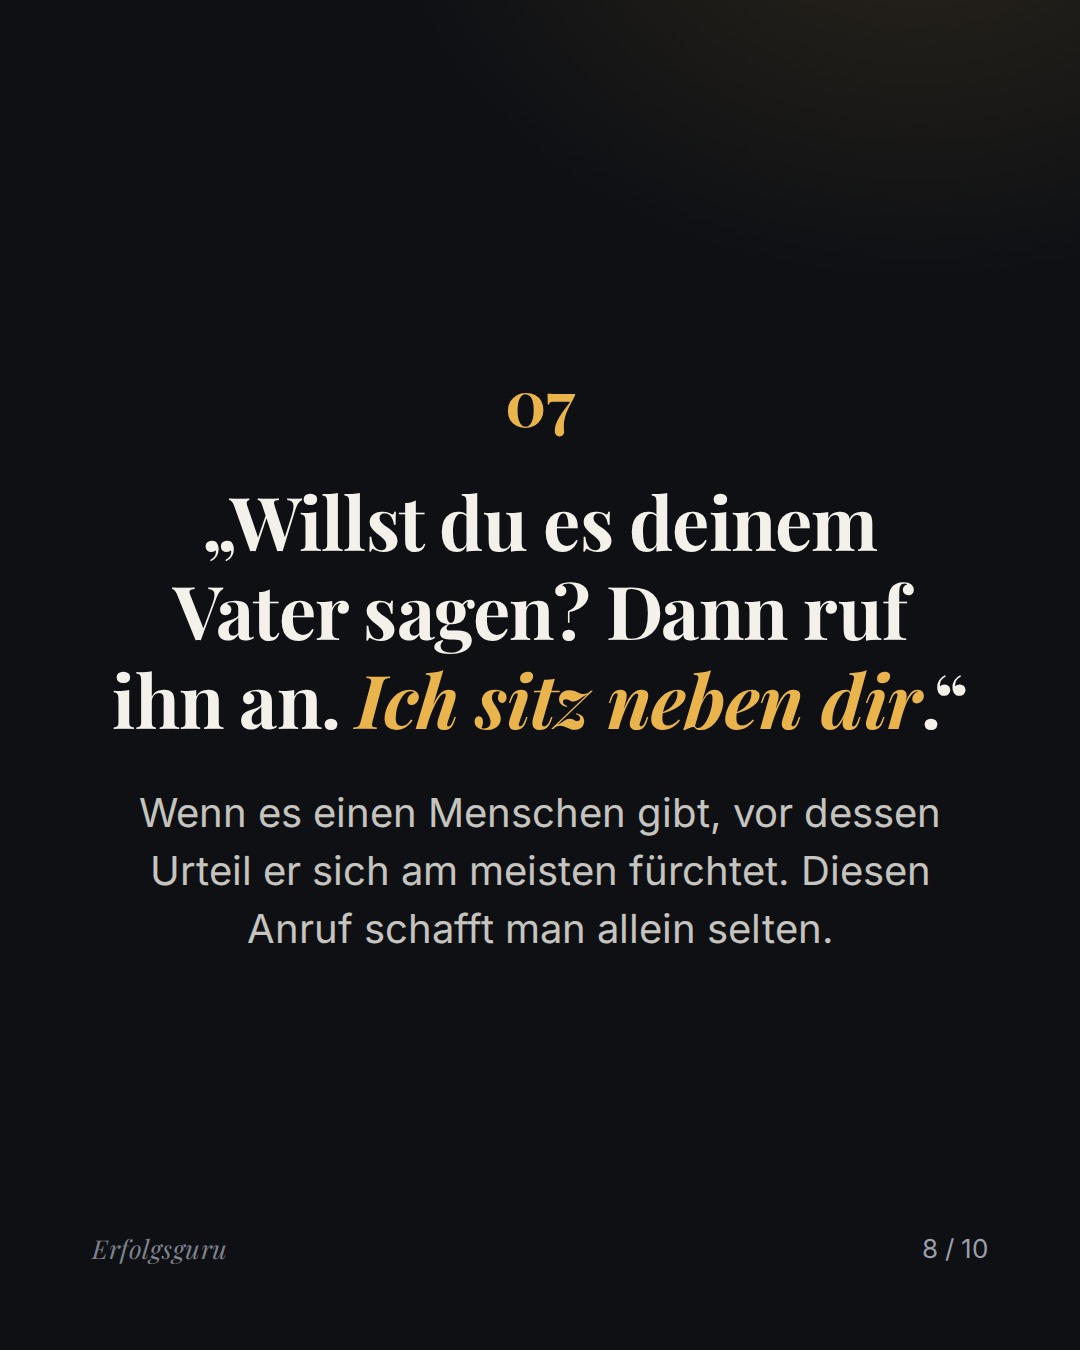 07
„Willst du es deinem
Vater sagen? Dann ruf
ihn an. Ich sitz neben dir.“
Wenn es einen Menschen gibt, vor dessen
Urteil er sich am meisten fürchtet. Diesen
Anruf schafft man allein selten.
Erfolgsguru
8 / 10